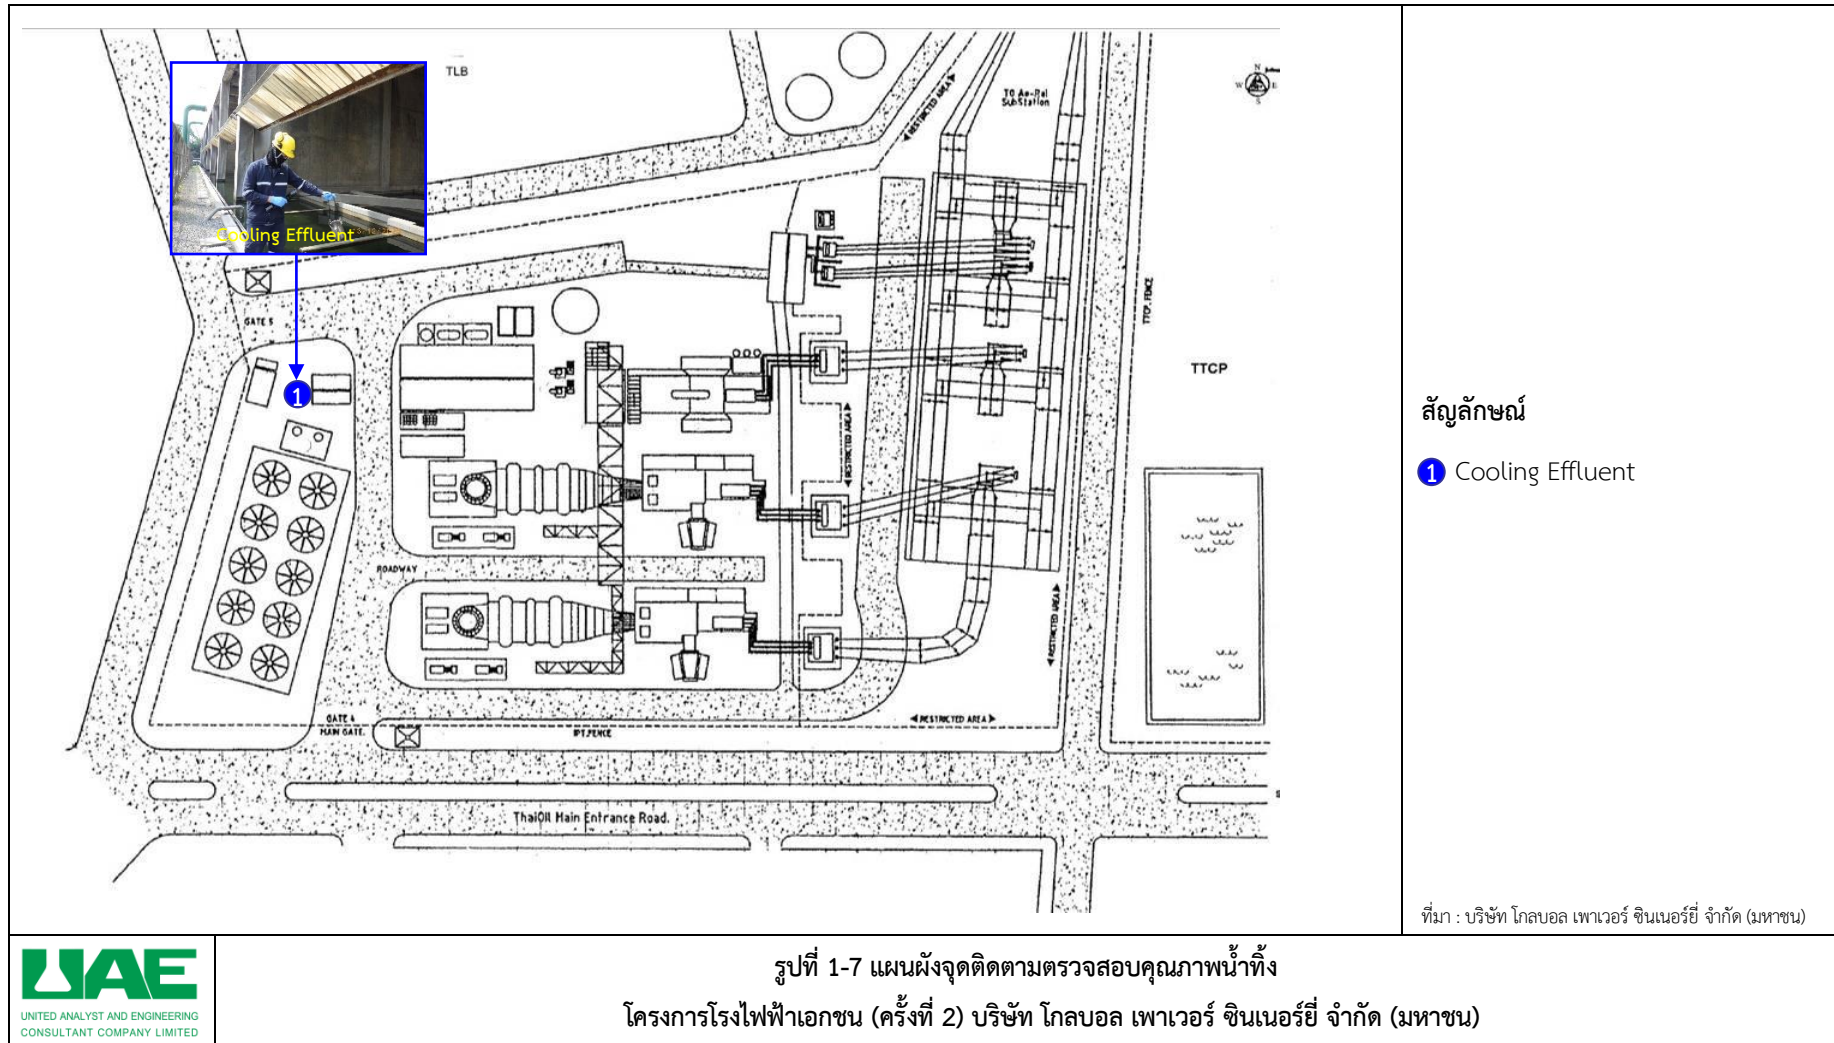 TLB
TO Ao-Pai
SubStation
N
W
E
S
RESTRICTED AREA
Cooling Effluent
GATE 5
1
TTCP FENCE
TTCP
RESTRICTED AREA
ROADWAY
RESTRICTED AREA
GATE 4
MAIN GATE.
IPT.FENCE
RESTRICTED AREA
ThaiOil Main Entrance Road.
สัญลักษณ์
1 Cooling Effluent
ที่มา : บริษัท โกลบอล เพาเวอร์ ซินเนอร์ยี่ จำกัด (มหาชน)
UAE
UNITED ANALYST AND ENGINEERING
CONSULTANT COMPANY LIMITED
รูปที่ 1-7 แผนผังจุดติดตามตรวจสอบคุณภาพน้ำทิ้ง
โครงการโรงไฟฟ้าเอกชน (ครั้งที่ 2) บริษัท โกลบอล เพาเวอร์ ซินเนอร์ยี่ จำกัด (มหาชน)